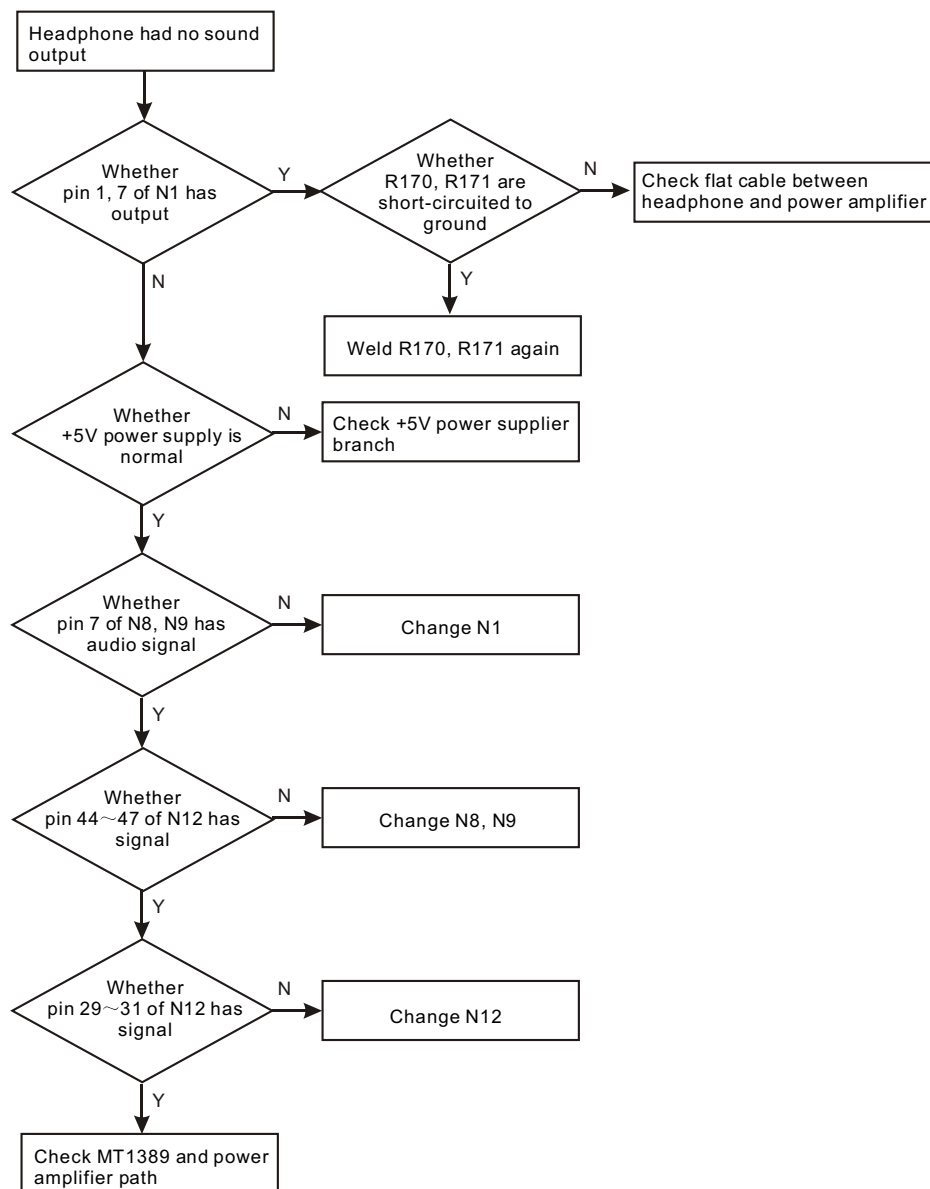 Headphone had no sound
output
Whether
pin 1, 7 of N1 has
output
Y
Whether
R170, R171 are
short-circuited to
ground
N
Check flat cable between
headphone and power amplifier
N
Y
Weld R170, R171 again
Whether
+5V power supply is
normal
N
Check +5V power supplier
branch
Y
Whether
pin 7 of N8, N9 has
audio signal
N
Change N1
Y
Whether
pin 44～47 of N12 has
signal
N
Change N8, N9
Y
Whether
pin 29～31 of N12 has
signal
N
Change N12
Y
Check MT1389 and power
amplifier path